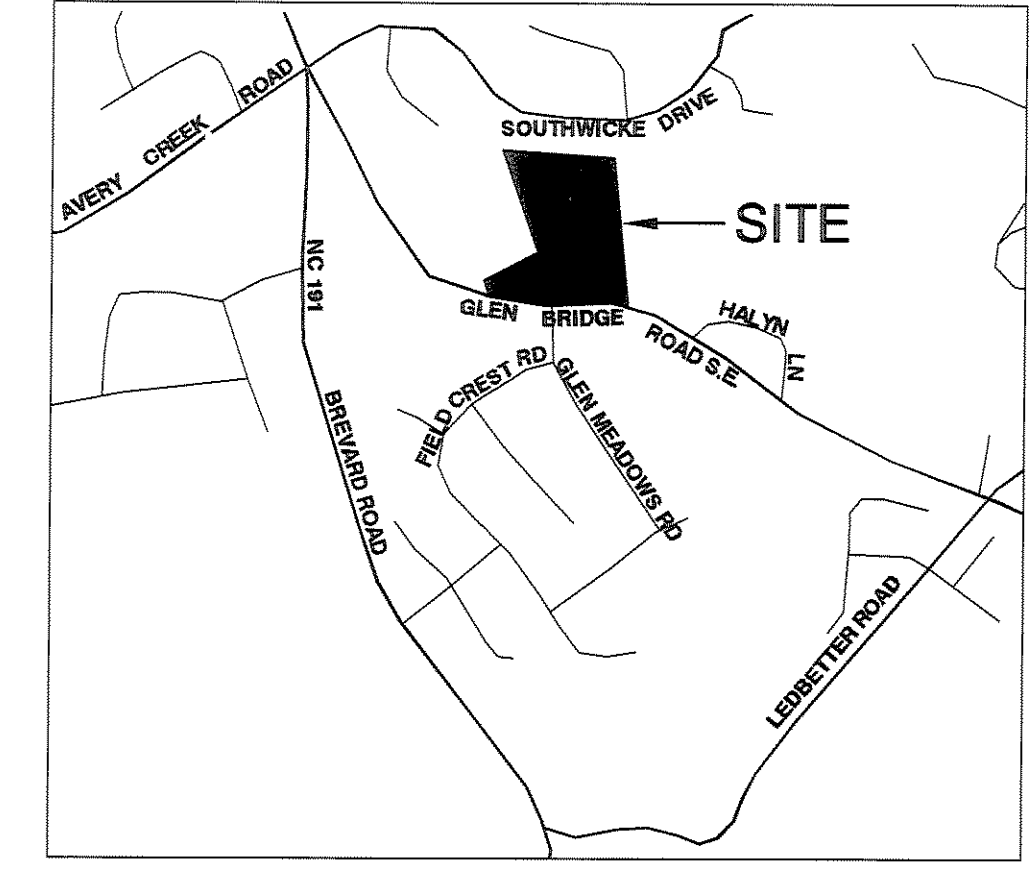 AVERY CREEK ROAD
SOUTHWICKE DRIVE
SITE
NC 191
GLEN BRIDGE ROAD S.E.
HALYN LN
FIELD CREST RD
GLEN MEADOWS RD
BREVARD ROAD
LEDBETTER ROAD